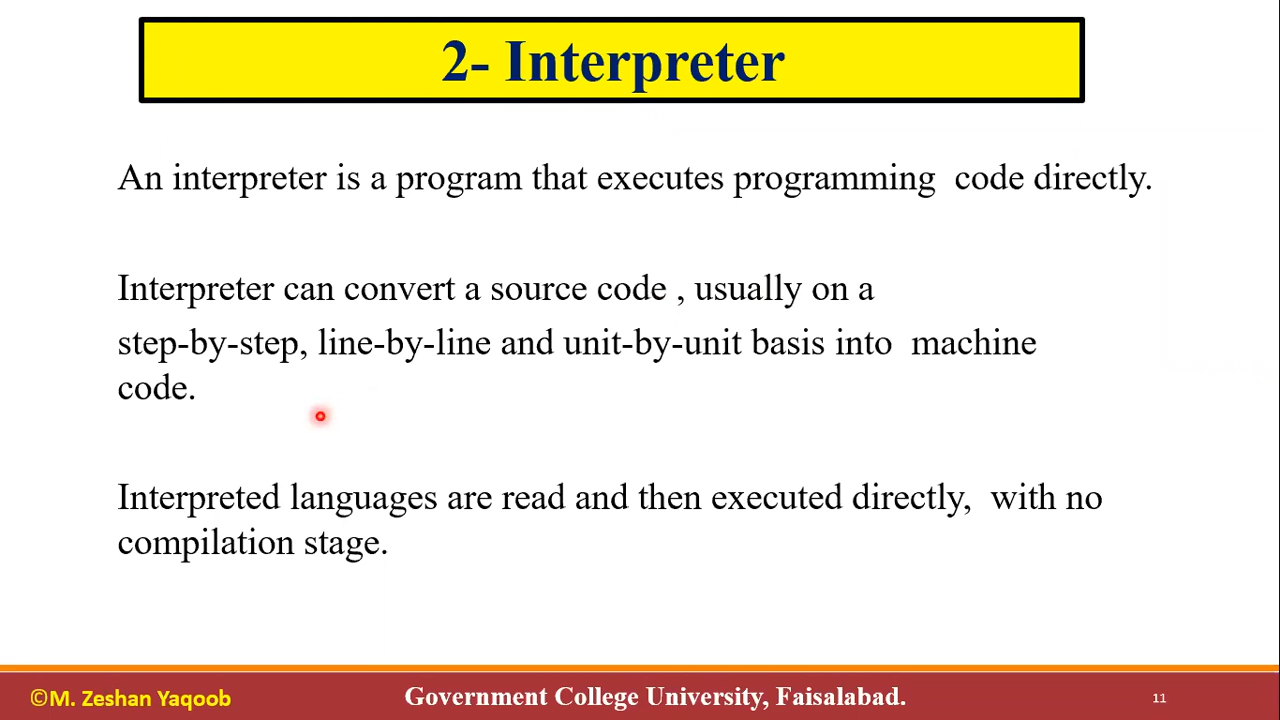 2- Interpreter
An interpreter is a program that executes programming code directly.
Interpreter can convert a source code , usually on a
step-by-step, line-by-line and unit-by-unit basis into machine
code.
Interpreted languages are read and then executed directly, with no
compilation stage.
©M. Zeshan Yaqoob
Government College University, Faisalabad.
11